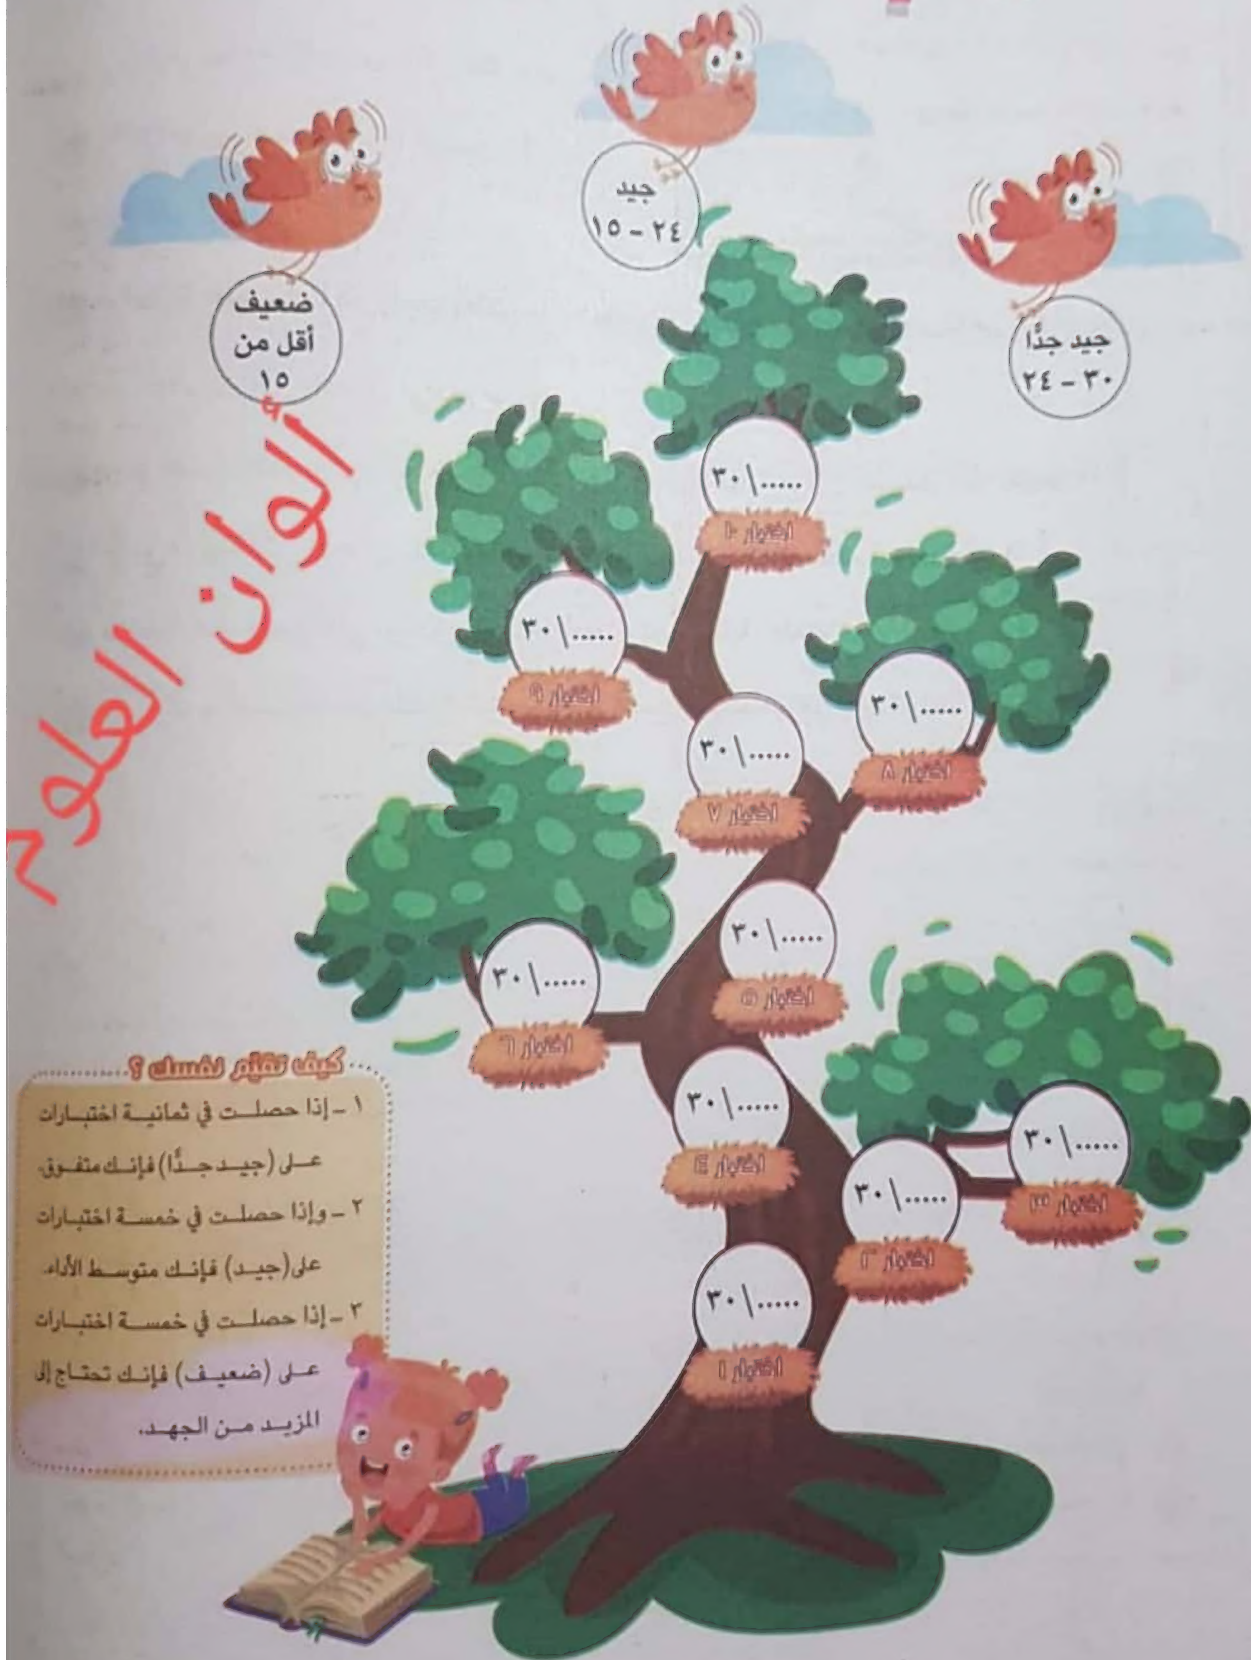 جيد
١٥ - ٢٤
جيد جدًّا
٢٤ - ٣٠
ضعيف
أقل من
١٥
ألوان العلوم
...../٣٠
اختبار ١٠
...../٣٠
اختبار ٩
...../٣٠
اختبار ٨
...../٣٠
اختبار ٧
...../٣٠
اختبار ٦
...../٣٠
اختبار ٥
...../٣٠
اختبار ٤
...../٣٠
اختبار ٣
...../٣٠
اختبار ٢
...../٣٠
اختبار ١
كيف تقيّم نفسك ؟
١ - إذا حصلت في ثمانية اختبارات
على (جيد جدًّا) فإنك متفوق.
٢ - وإذا حصلت في خمسة اختبارات
على (جيد) فإنك متوسط الأداء.
٣ - إذا حصلت في خمسة اختبارات
على (ضعيف) فإنك تحتاج إلى
المزيد من الجهد.